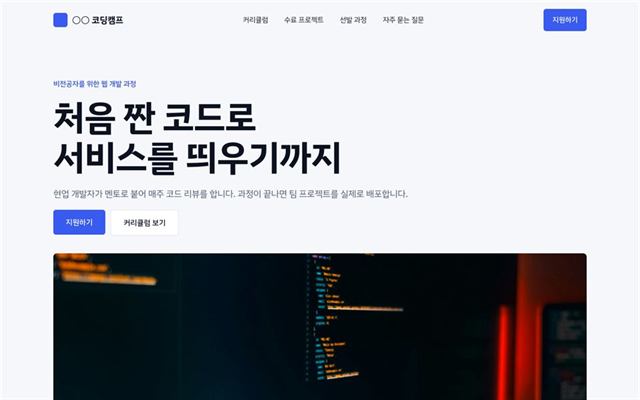 ○○ 코딩캠프
커리큘럼
수료 프로젝트
선발 과정
자주 묻는 질문
지원하기
비전공자를 위한 웹 개발 과정
처음 짠 코드로
서비스를 띄우기까지
현업 개발자가 멘토로 붙어 매주 코드 리뷰를 합니다. 과정이 끝나면 팀 프로젝트를 실제로 배포합니다.
지원하기
커리큘럼 보기